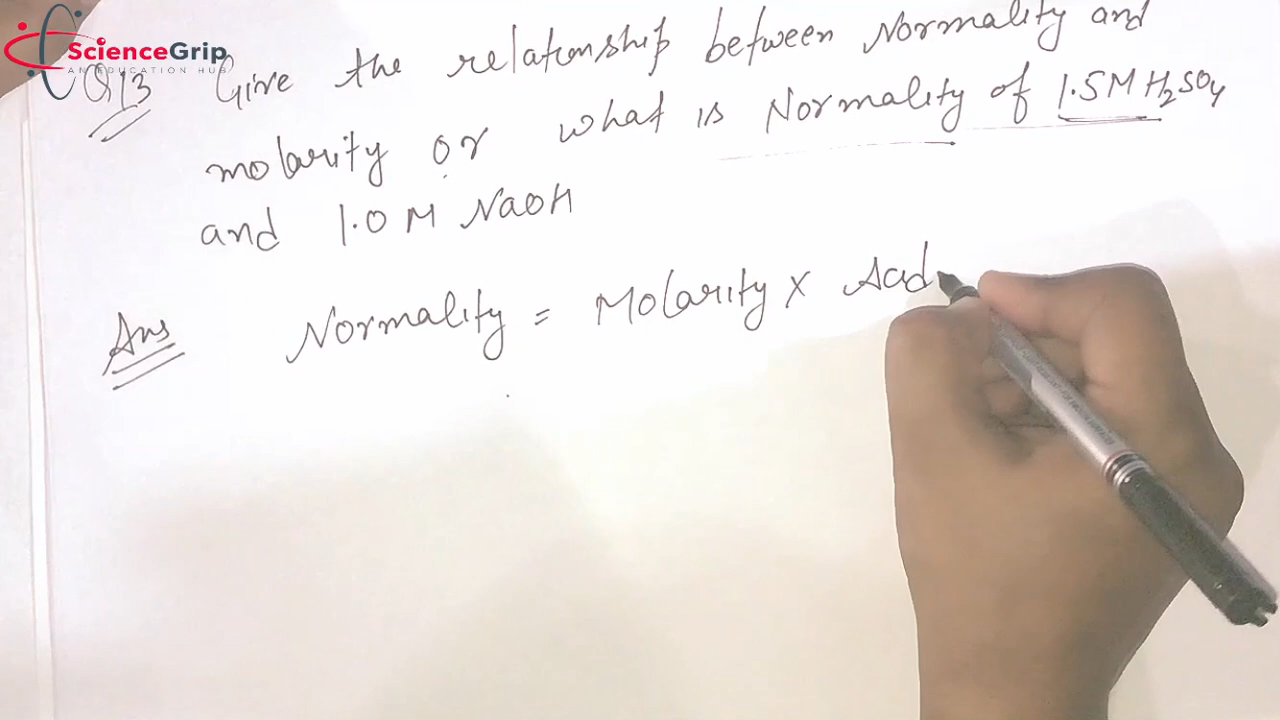 ScienceGrip
AN EDUCATION HUB
Q13 Give the relationship between Normality and
molarity or what is Normality of 1.5M H2SO4
and 1.0 M NaOH
Ans Normality = Molarity x Acid